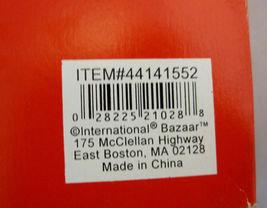 ITEM#44141552
0 28225 21028 8
©International® Bazaar™
175 McClellan Highway
East Boston, MA 02128
Made in China